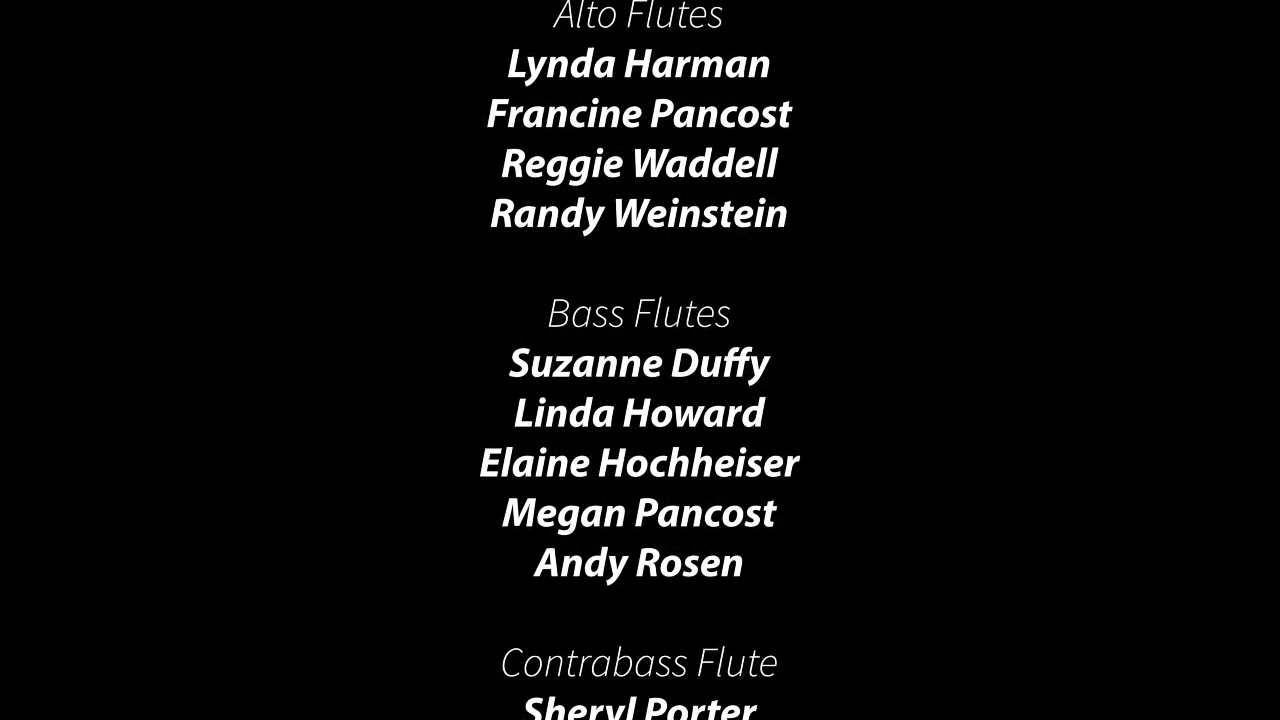 Alto Flutes
Lynda Harman
Francine Pancost
Reggie Waddell
Randy Weinstein
Bass Flutes
Suzanne Duffy
Linda Howard
Elaine Hochheiser
Megan Pancost
Andy Rosen
Contrabass Flute
Sheryl Porter